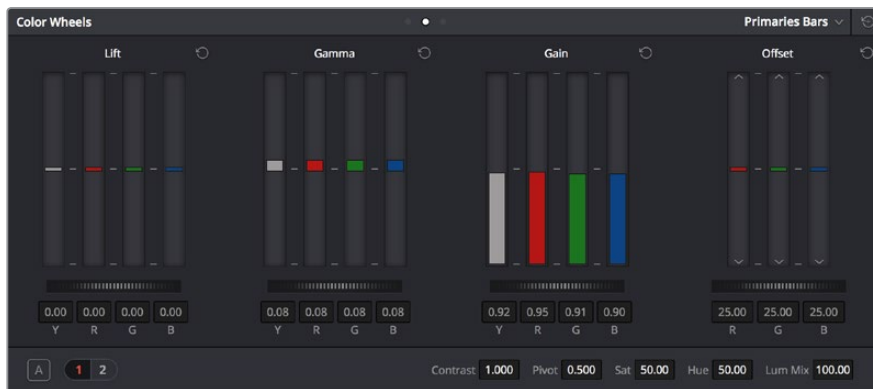 Color Wheels Primaries Bars
Lift Gamma Gain Offset
0.00 0.00 0.00 0.00 0.08 0.08 0.08 0.08 0.92 0.95 0.91 0.90 25.00 25.00 25.00
Y R G B Y R G B Y R G B R G B
A 1 2 Contrast 1.000 Pivot 0.500 Sat 50.00 Hue 50.00 Lum Mix 100.00